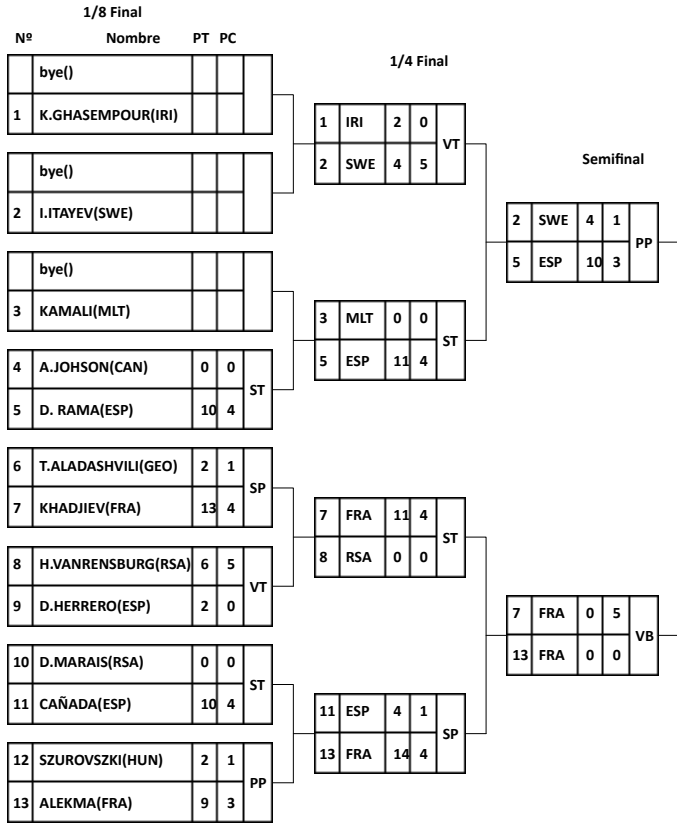 1/8 Final
Nº Nombre PT PC
bye()
1 K.GHASEMPOUR(IRI)
bye()
2 I.ITAYEV(SWE)
bye()
3 KAMALI(MLT)
4 A.JOHSON(CAN) 0 0
ST
5 D. RAMA(ESP) 10 4
6 T.ALADASHVILI(GEO) 2 1
SP
7 KHADJIEV(FRA) 13 4
8 H.VANRENSBURG(RSA) 6 5
VT
9 D.HERRERO(ESP) 2 0
10 D.MARAIS(RSA) 0 0
ST
11 CAÑADA(ESP) 10 4
12 SZUROVSZKI(HUN) 2 1
PP
13 ALEKMA(FRA) 9 3
1/4 Final
1 IRI 2 0
VT
2 SWE 4 5
3 MLT 0 0
ST
5 ESP 11 4
7 FRA 11 4
ST
8 RSA 0 0
11 ESP 4 1
SP
13 FRA 14 4
Semifinal
2 SWE 4 1
PP
5 ESP 10 3
7 FRA 0 5
VB
13 FRA 0 0